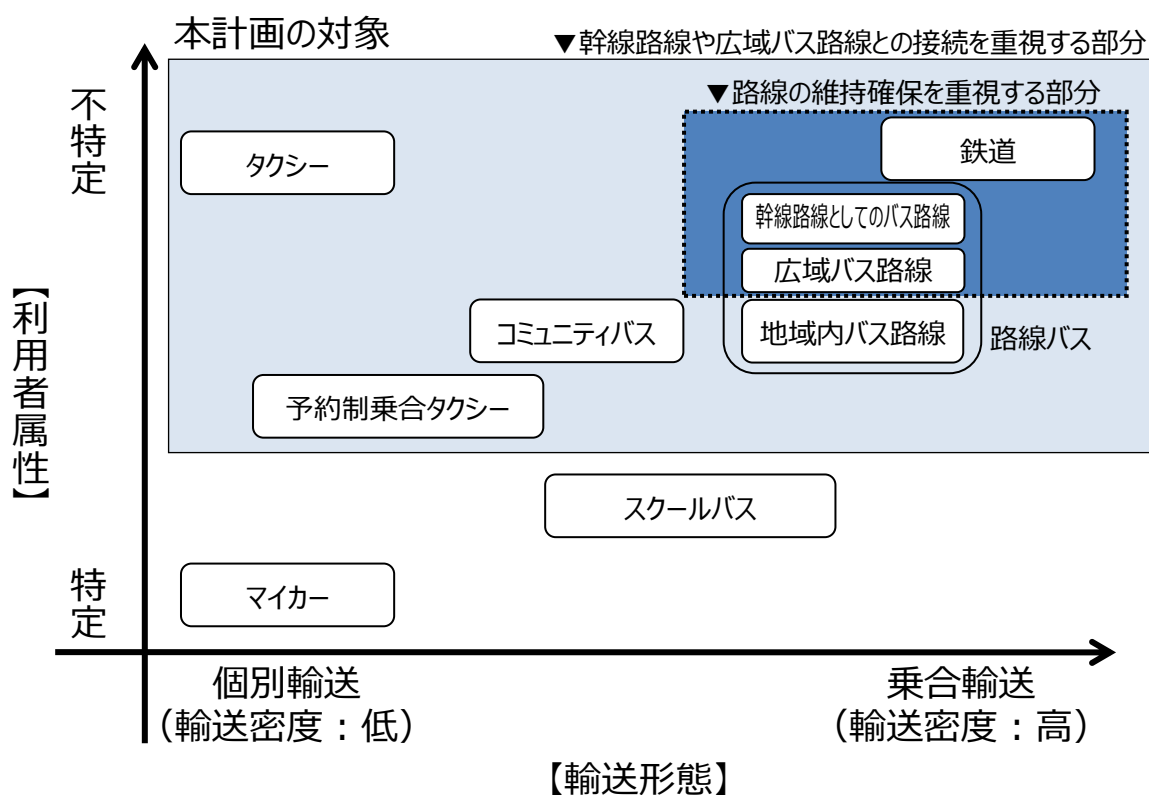 本計画の対象
▼幹線路線や広域バス路線との接続を重視する部分
▼路線の維持確保を重視する部分
不特定
タクシー
鉄道
幹線路線としてのバス路線
広域バス路線
地域内バス路線
路線バス
コミュニティバス
予約制乗合タクシー
【利用者属性】
スクールバス
特定
マイカー
個別輸送
（輸送密度：低）
乗合輸送
（輸送密度：高）
【輸送形態】